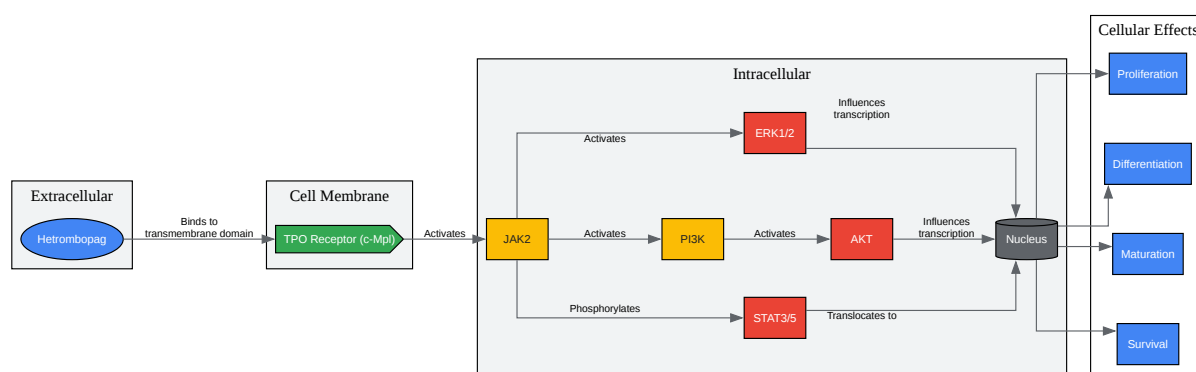 Cellular Effects
Proliferation
Intracellular
Influences
transcription
ERK1/2
Activates
Differentiation
Extracellular
Cell Membrane
Binds to
transmembrane domain
Hetrombopag
TPO Receptor (c-Mpl)
Activates
JAK2
Activates
PI3K
Activates
AKT
Influences
transcription
Nucleus
Maturation
Phosphorylates
STAT3/5
Translocates to
Survival